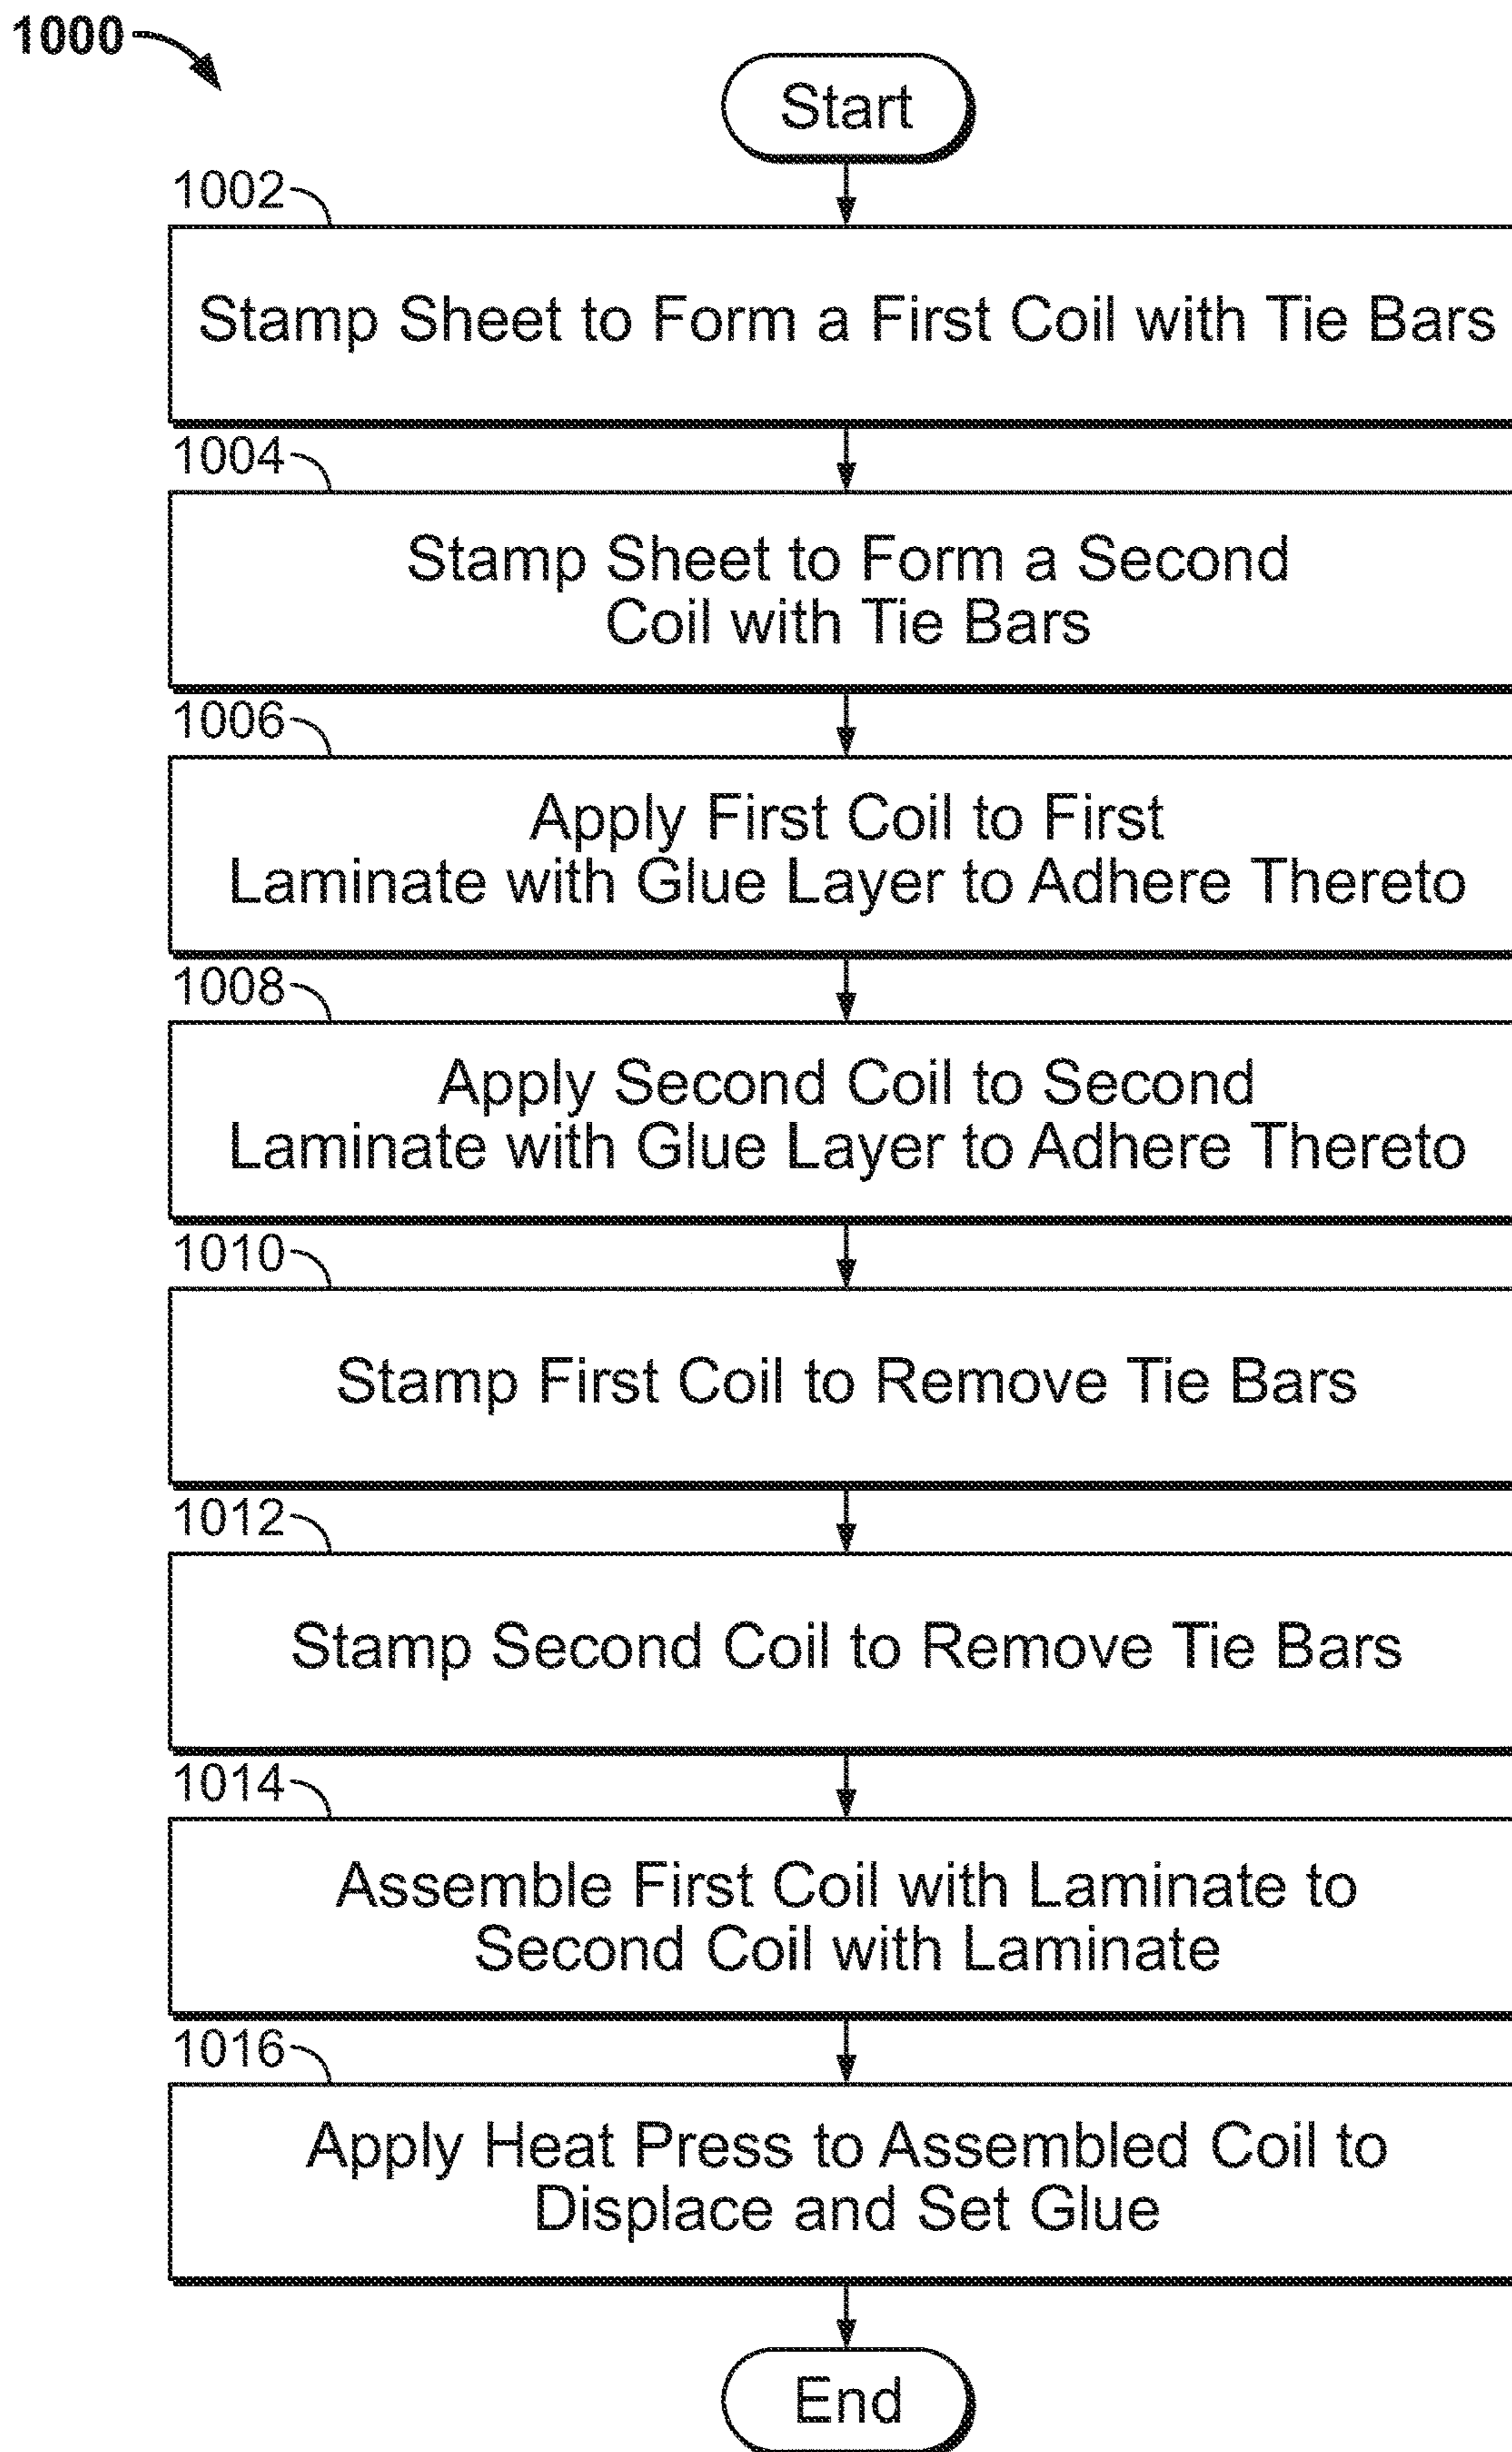 1000
Start
1002
Stamp Sheet to Form a First Coil with Tie Bars
1004
Stamp Sheet to Form a Second
Coil with Tie Bars
1006
Apply First Coil to First
Laminate with Glue Layer to Adhere Thereto
1008
Apply Second Coil to Second
Laminate with Glue Layer to Adhere Thereto
1010
Stamp First Coil to Remove Tie Bars
1012
Stamp Second Coil to Remove Tie Bars
1014
Assemble First Coil with Laminate to
Second Coil with Laminate
1016
Apply Heat Press to Assembled Coil to
Displace and Set Glue
End